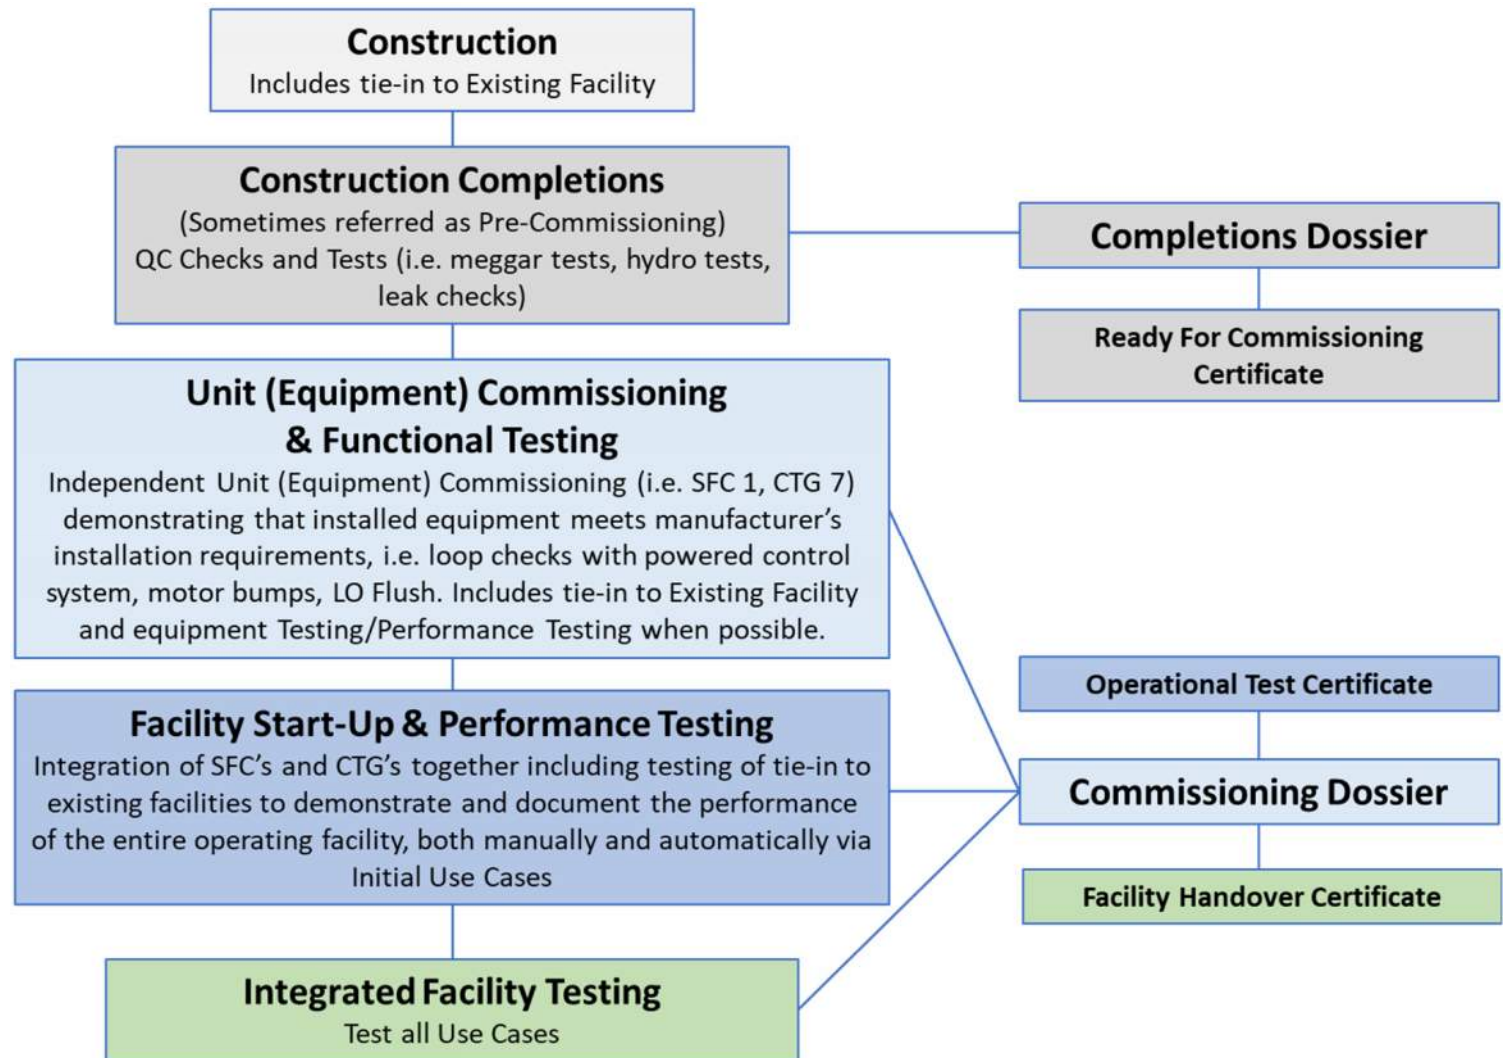 Construction
Includes tie-in to Existing Facility
Construction Completions
(Sometimes referred as Pre-Commissioning)
QC Checks and Tests (i.e. meggar tests, hydro tests,
leak checks)
Completions Dossier
Ready For Commissioning
Certificate
Unit (Equipment) Commissioning
& Functional Testing
Independent Unit (Equipment) Commissioning (i.e. SFC 1, CTG 7)
demonstrating that installed equipment meets manufacturer’s
installation requirements, i.e. loop checks with powered control
system, motor bumps, LO Flush. Includes tie-in to Existing Facility
and equipment Testing/Performance Testing when possible.
Facility Start-Up & Performance Testing
Integration of SFC’s and CTG’s together including testing of tie-in to
existing facilities to demonstrate and document the performance
of the entire operating facility, both manually and automatically via
Initial Use Cases
Operational Test Certificate
Commissioning Dossier
Facility Handover Certificate
Integrated Facility Testing
Test all Use Cases